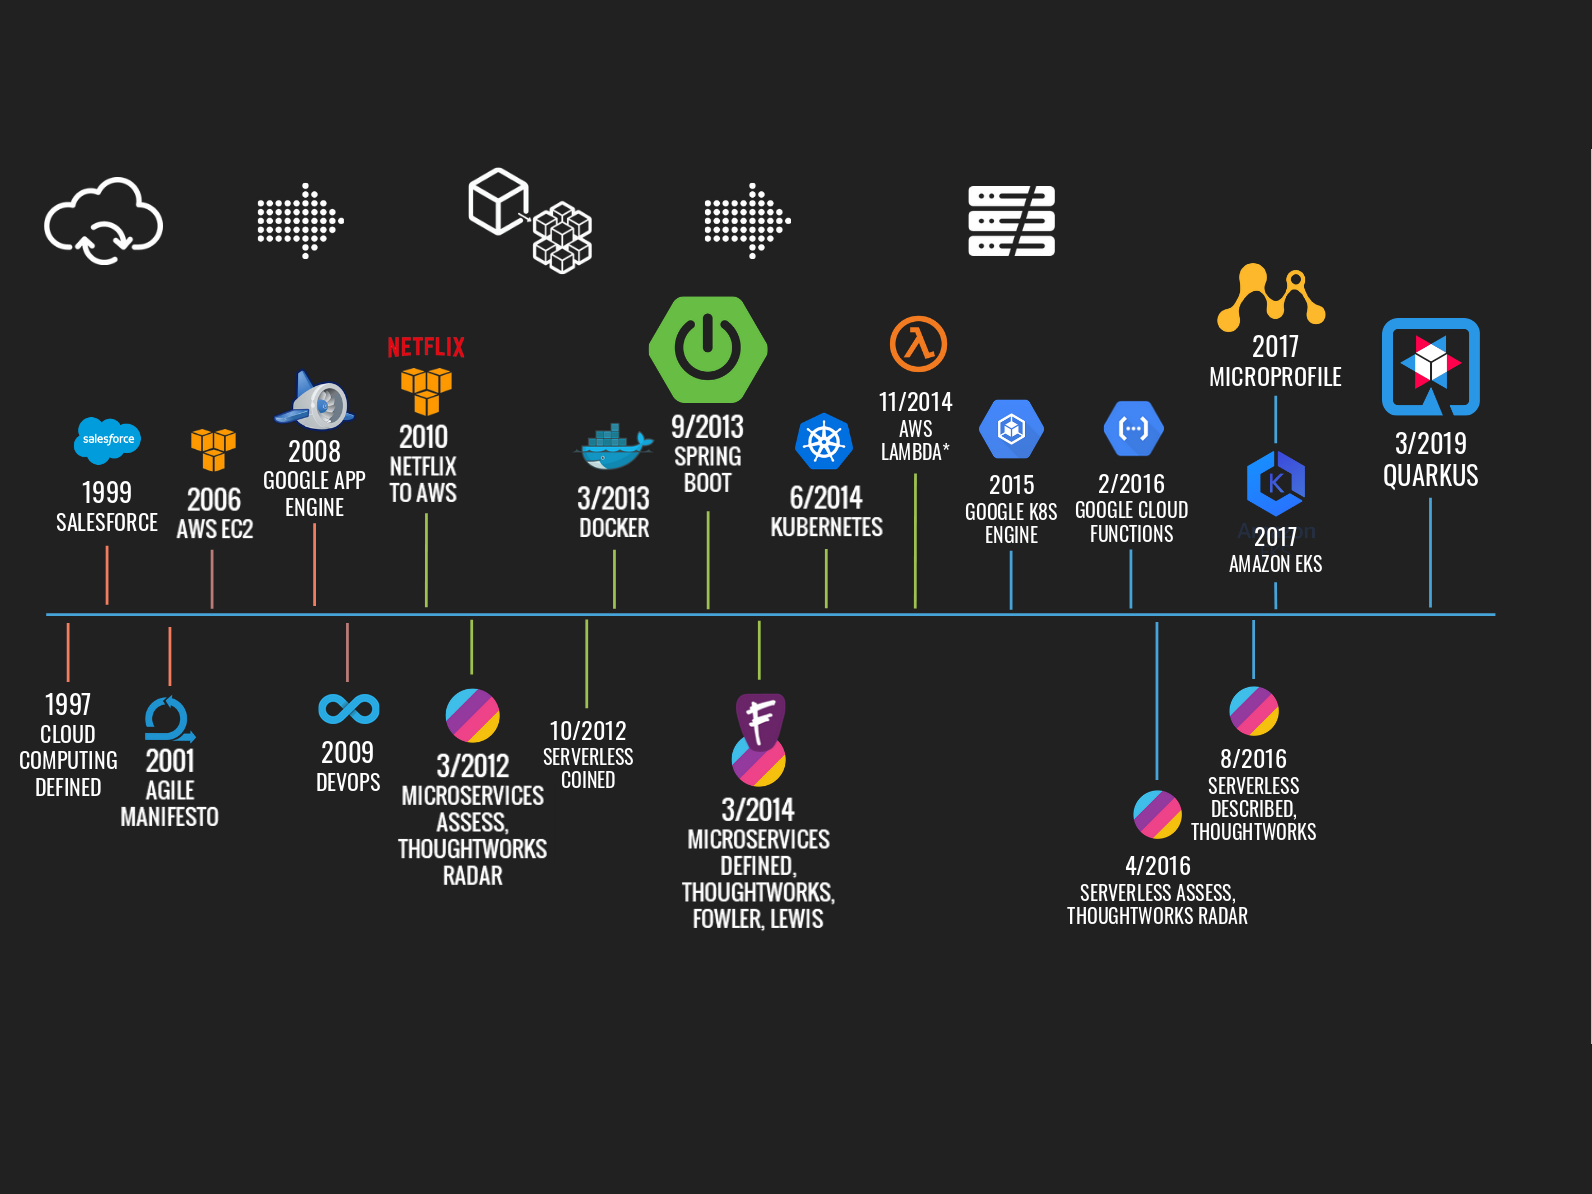 salesforce
1999
SALESFORCE
2006
AWS EC2
2008
GOOGLE APP
ENGINE
NETFLIX
2010
NETFLIX
TO AWS
3/2013
DOCKER
9/2013
SPRING
BOOT
6/2014
KUBERNETES
11/2014
AWS
LAMBDA*
2015
GOOGLE K8S
ENGINE
2/2016
GOOGLE CLOUD
FUNCTIONS
2017
MICROPROFILE
K
Amazon
2017
AMAZON EKS
3/2019
QUARKUS
1997
CLOUD
COMPUTING
DEFINED
2001
AGILE
MANIFESTO
2009
DEVOPS
3/2012
MICROSERVICES
ASSESS,
THOUGHTWORKS
RADAR
10/2012
SERVERLESS
COINED
F
3/2014
MICROSERVICES
DEFINED,
THOUGHTWORKS,
FOWLER, LEWIS
4/2016
SERVERLESS ASSESS,
THOUGHTWORKS RADAR
8/2016
SERVERLESS
DESCRIBED,
THOUGHTWORKS